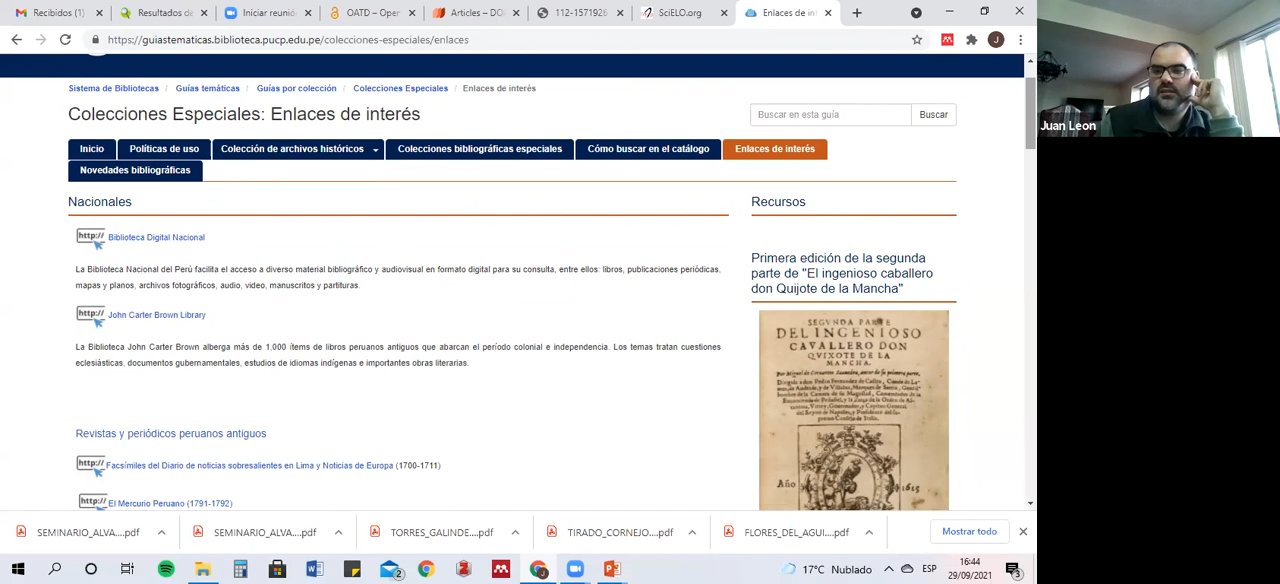 Recibidos (1)
Resultados de
Iniciar reunión
OATD – Oper
Articles – DO
112-1571926
SciELO.org
Enlaces de int
https://guiastematicas.biblioteca.pucp.edu.pe/colecciones-especiales/enlaces
J
Juan Leon
Sistema de Bibliotecas / Guías temáticas / Guías por colección / Colecciones Especiales / Enlaces de interés
Colecciones Especiales: Enlaces de interés
Buscar en esta guía
Buscar
Inicio
Políticas de uso
Colección de archivos históricos
Colecciones bibliográficas especiales
Cómo buscar en el catálogo
Enlaces de interés
Novedades bibliográficas
Nacionales
http:// Biblioteca Digital Nacional
La Biblioteca Nacional del Perú facilita el acceso a diverso material bibliográfico y audiovisual en formato digital para su consulta, entre ellos: libros, publicaciones periódicas,
mapas y planos, archivos fotográficos, audio, video, manuscritos y partituras.
http:// John Carter Brown Library
La Biblioteca John Carter Brown alberga más de 1,000 ítems de libros peruanos antiguos que abarcan el período colonial e independencia. Los temas tratan cuestiones
eclesiásticas, documentos gubernamentales, estudios de idiomas indígenas e importantes obras literarias.
Revistas y periódicos peruanos antiguos
http:// Facsímiles del Diario de noticias sobresalientes en Lima y Noticias de Europa (1700-1711)
http:// El Mercurio Peruano (1791-1792)
Recursos
Primera edición de la segunda
parte de "El ingenioso caballero
don Quijote de la Mancha"
SEGUNDA PARTE
DEL INGENIOSO
CAVALLERO DON
QVIXOTE DE LA
MANCHA.
Año
1615
SEMINARIO_ALVA....pdf
SEMINARIO_ALVA....pdf
TORRES_GALINDE....pdf
TIRADO_CORNEJO....pdf
FLORES_DEL_AGUI....pdf
Mostrar todo
2
17°C Nublado
ESP
16:44
29/09/2021
3